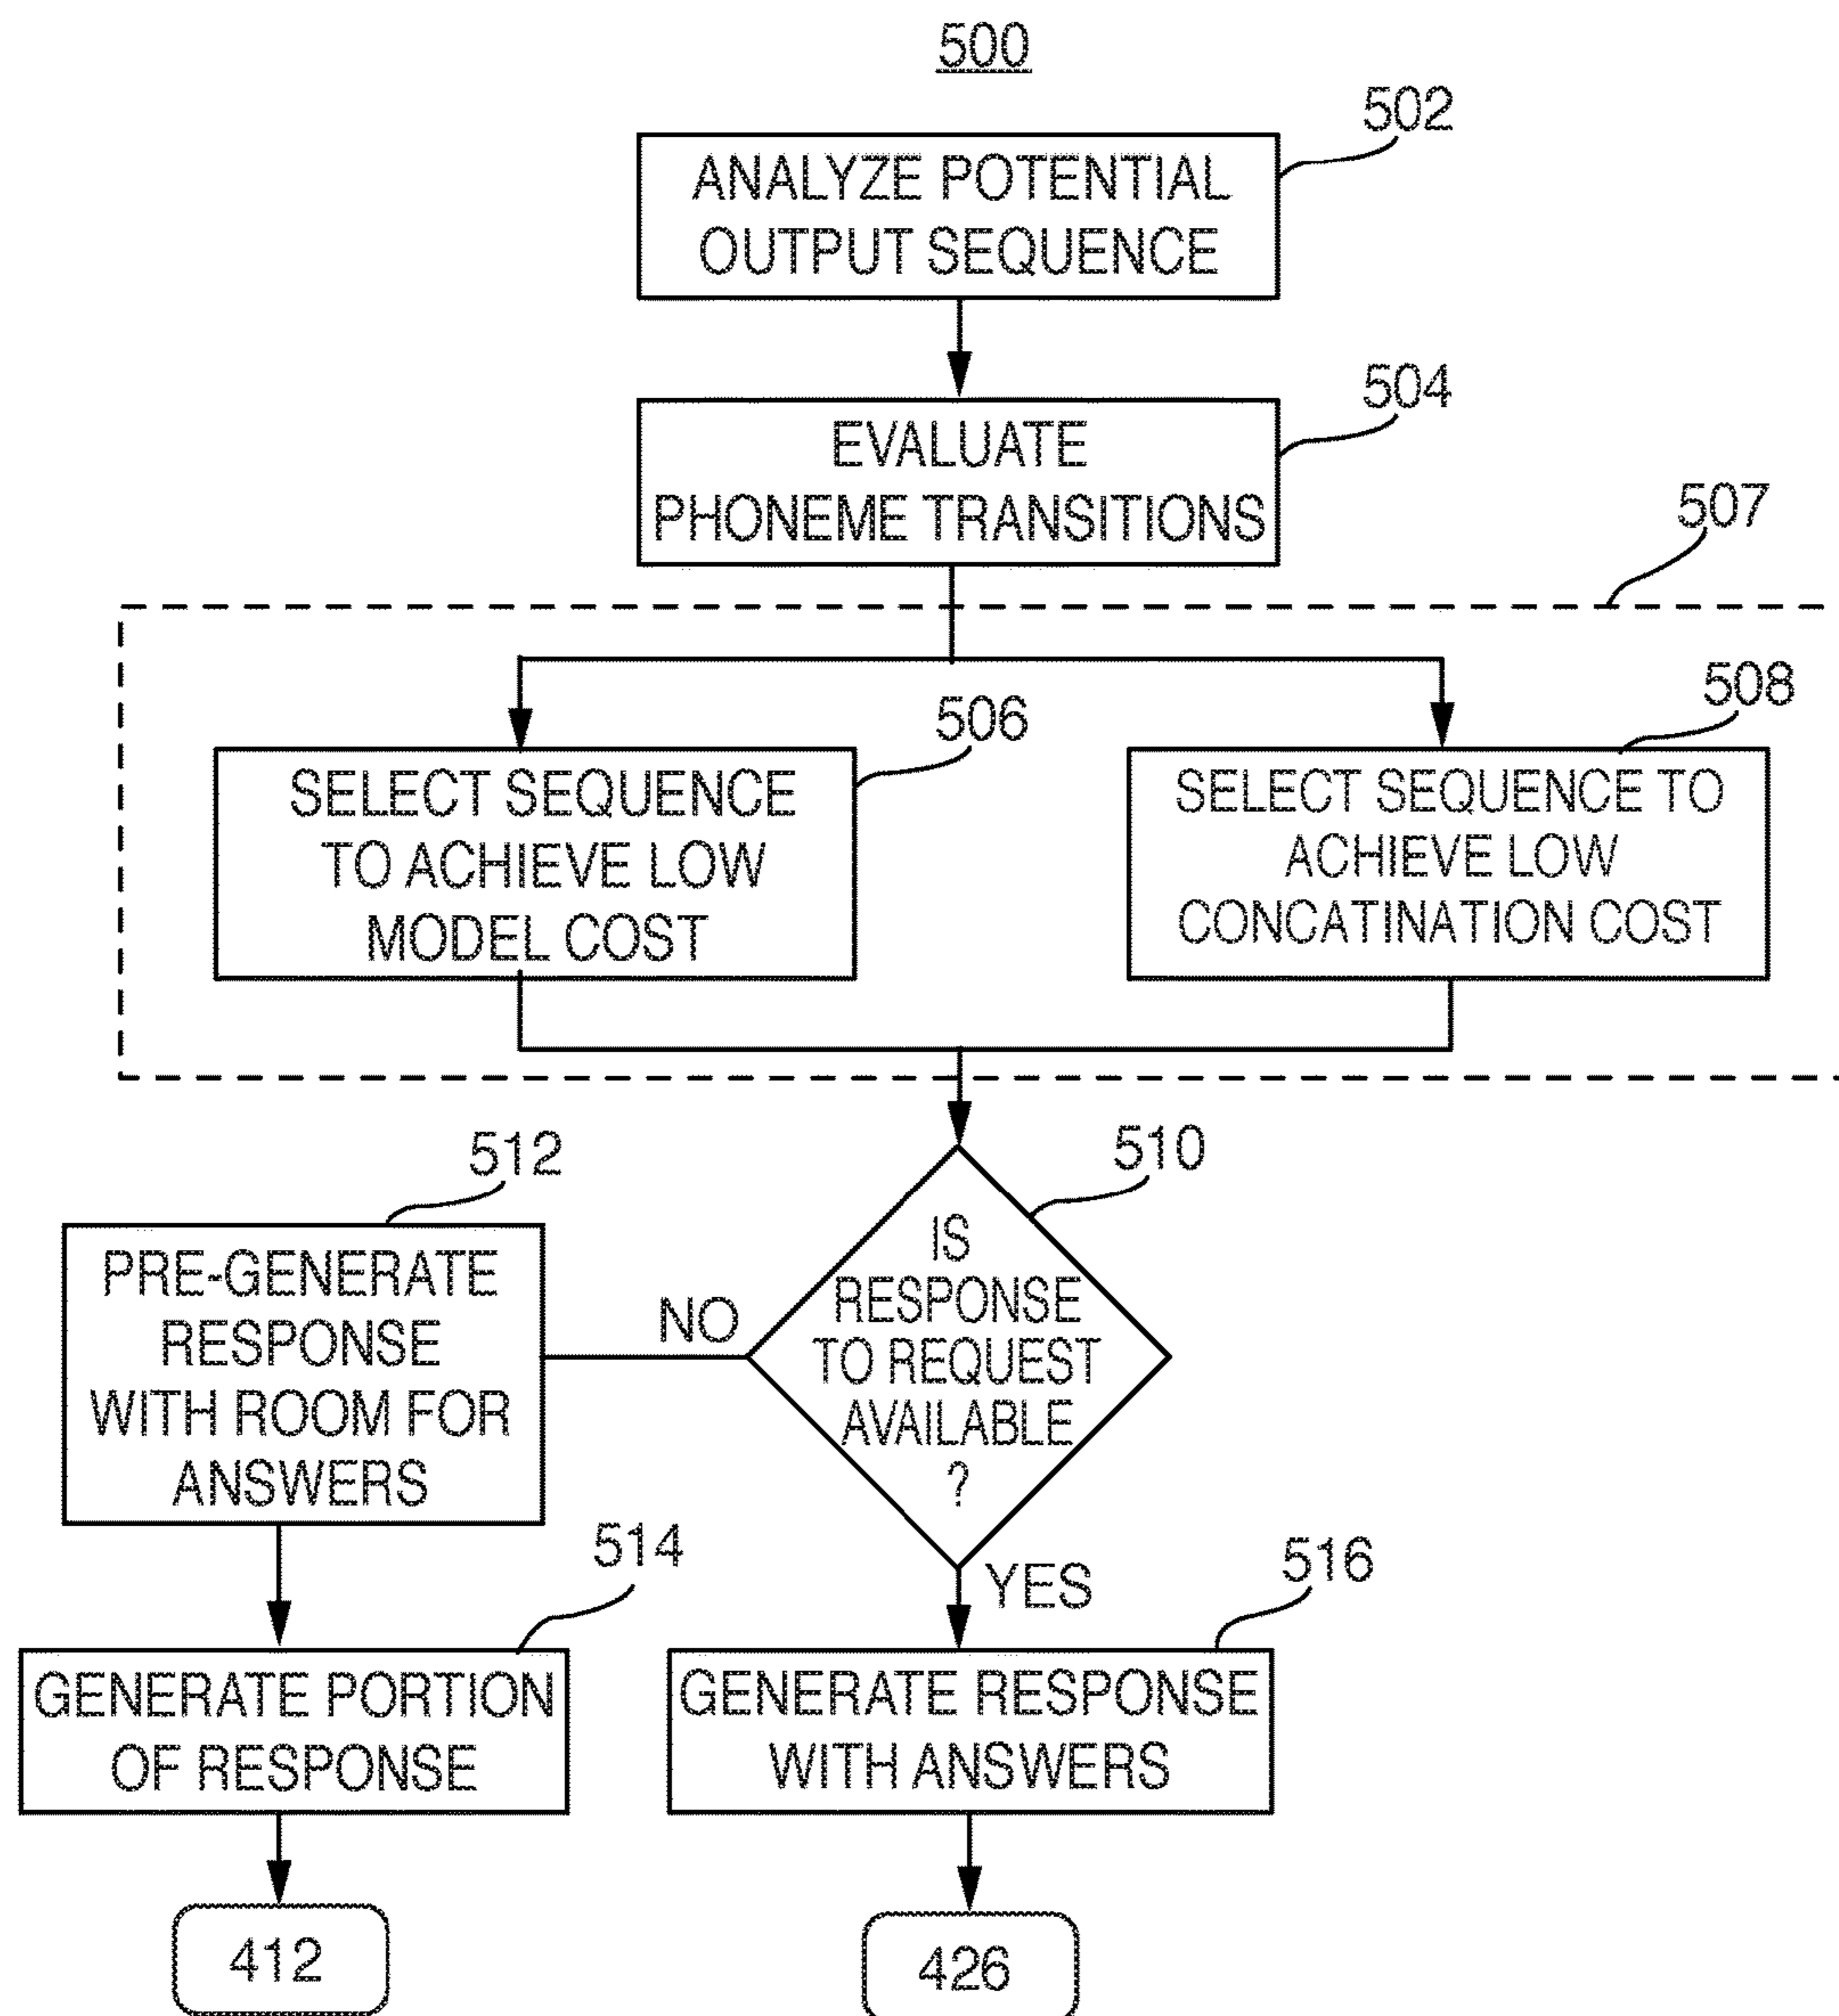 500
502
ANALYZE POTENTIAL
OUTPUT SEQUENCE
504
EVALUATE
PHONEME TRANSITIONS
507
506
SELECT SEQUENCE
TO ACHIEVE LOW
MODEL COST
508
SELECT SEQUENCE TO
ACHIEVE LOW
CONCATINATION COST
510
IS
RESPONSE
TO REQUEST
AVAILABLE
?
NO
512
PRE-GENERATE
RESPONSE
WITH ROOM FOR
ANSWERS
514
GENERATE PORTION
OF RESPONSE
YES
516
GENERATE RESPONSE
WITH ANSWERS
412
426